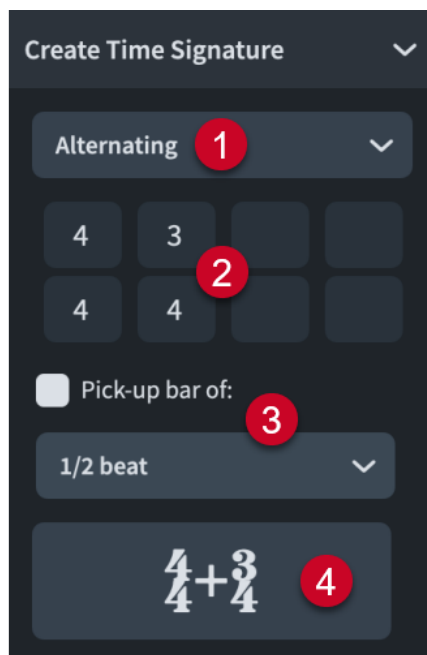 Create Time Signature
Alternating 1
4 3
2
4 4
Pick-up bar of:
3
1/2 beat
4/4+3/4 4